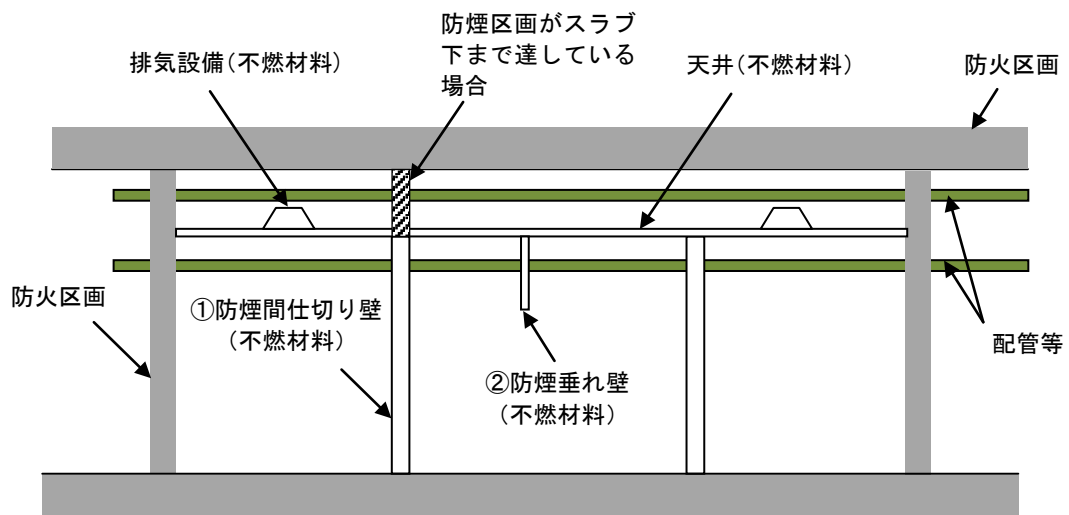 防煙区画がスラブ
下まで達している
場合
排気設備(不燃材料)
天井(不燃材料)
防火区画
防火区画
①防煙間仕切り壁
(不燃材料)
②防煙垂れ壁
(不燃材料)
配管等